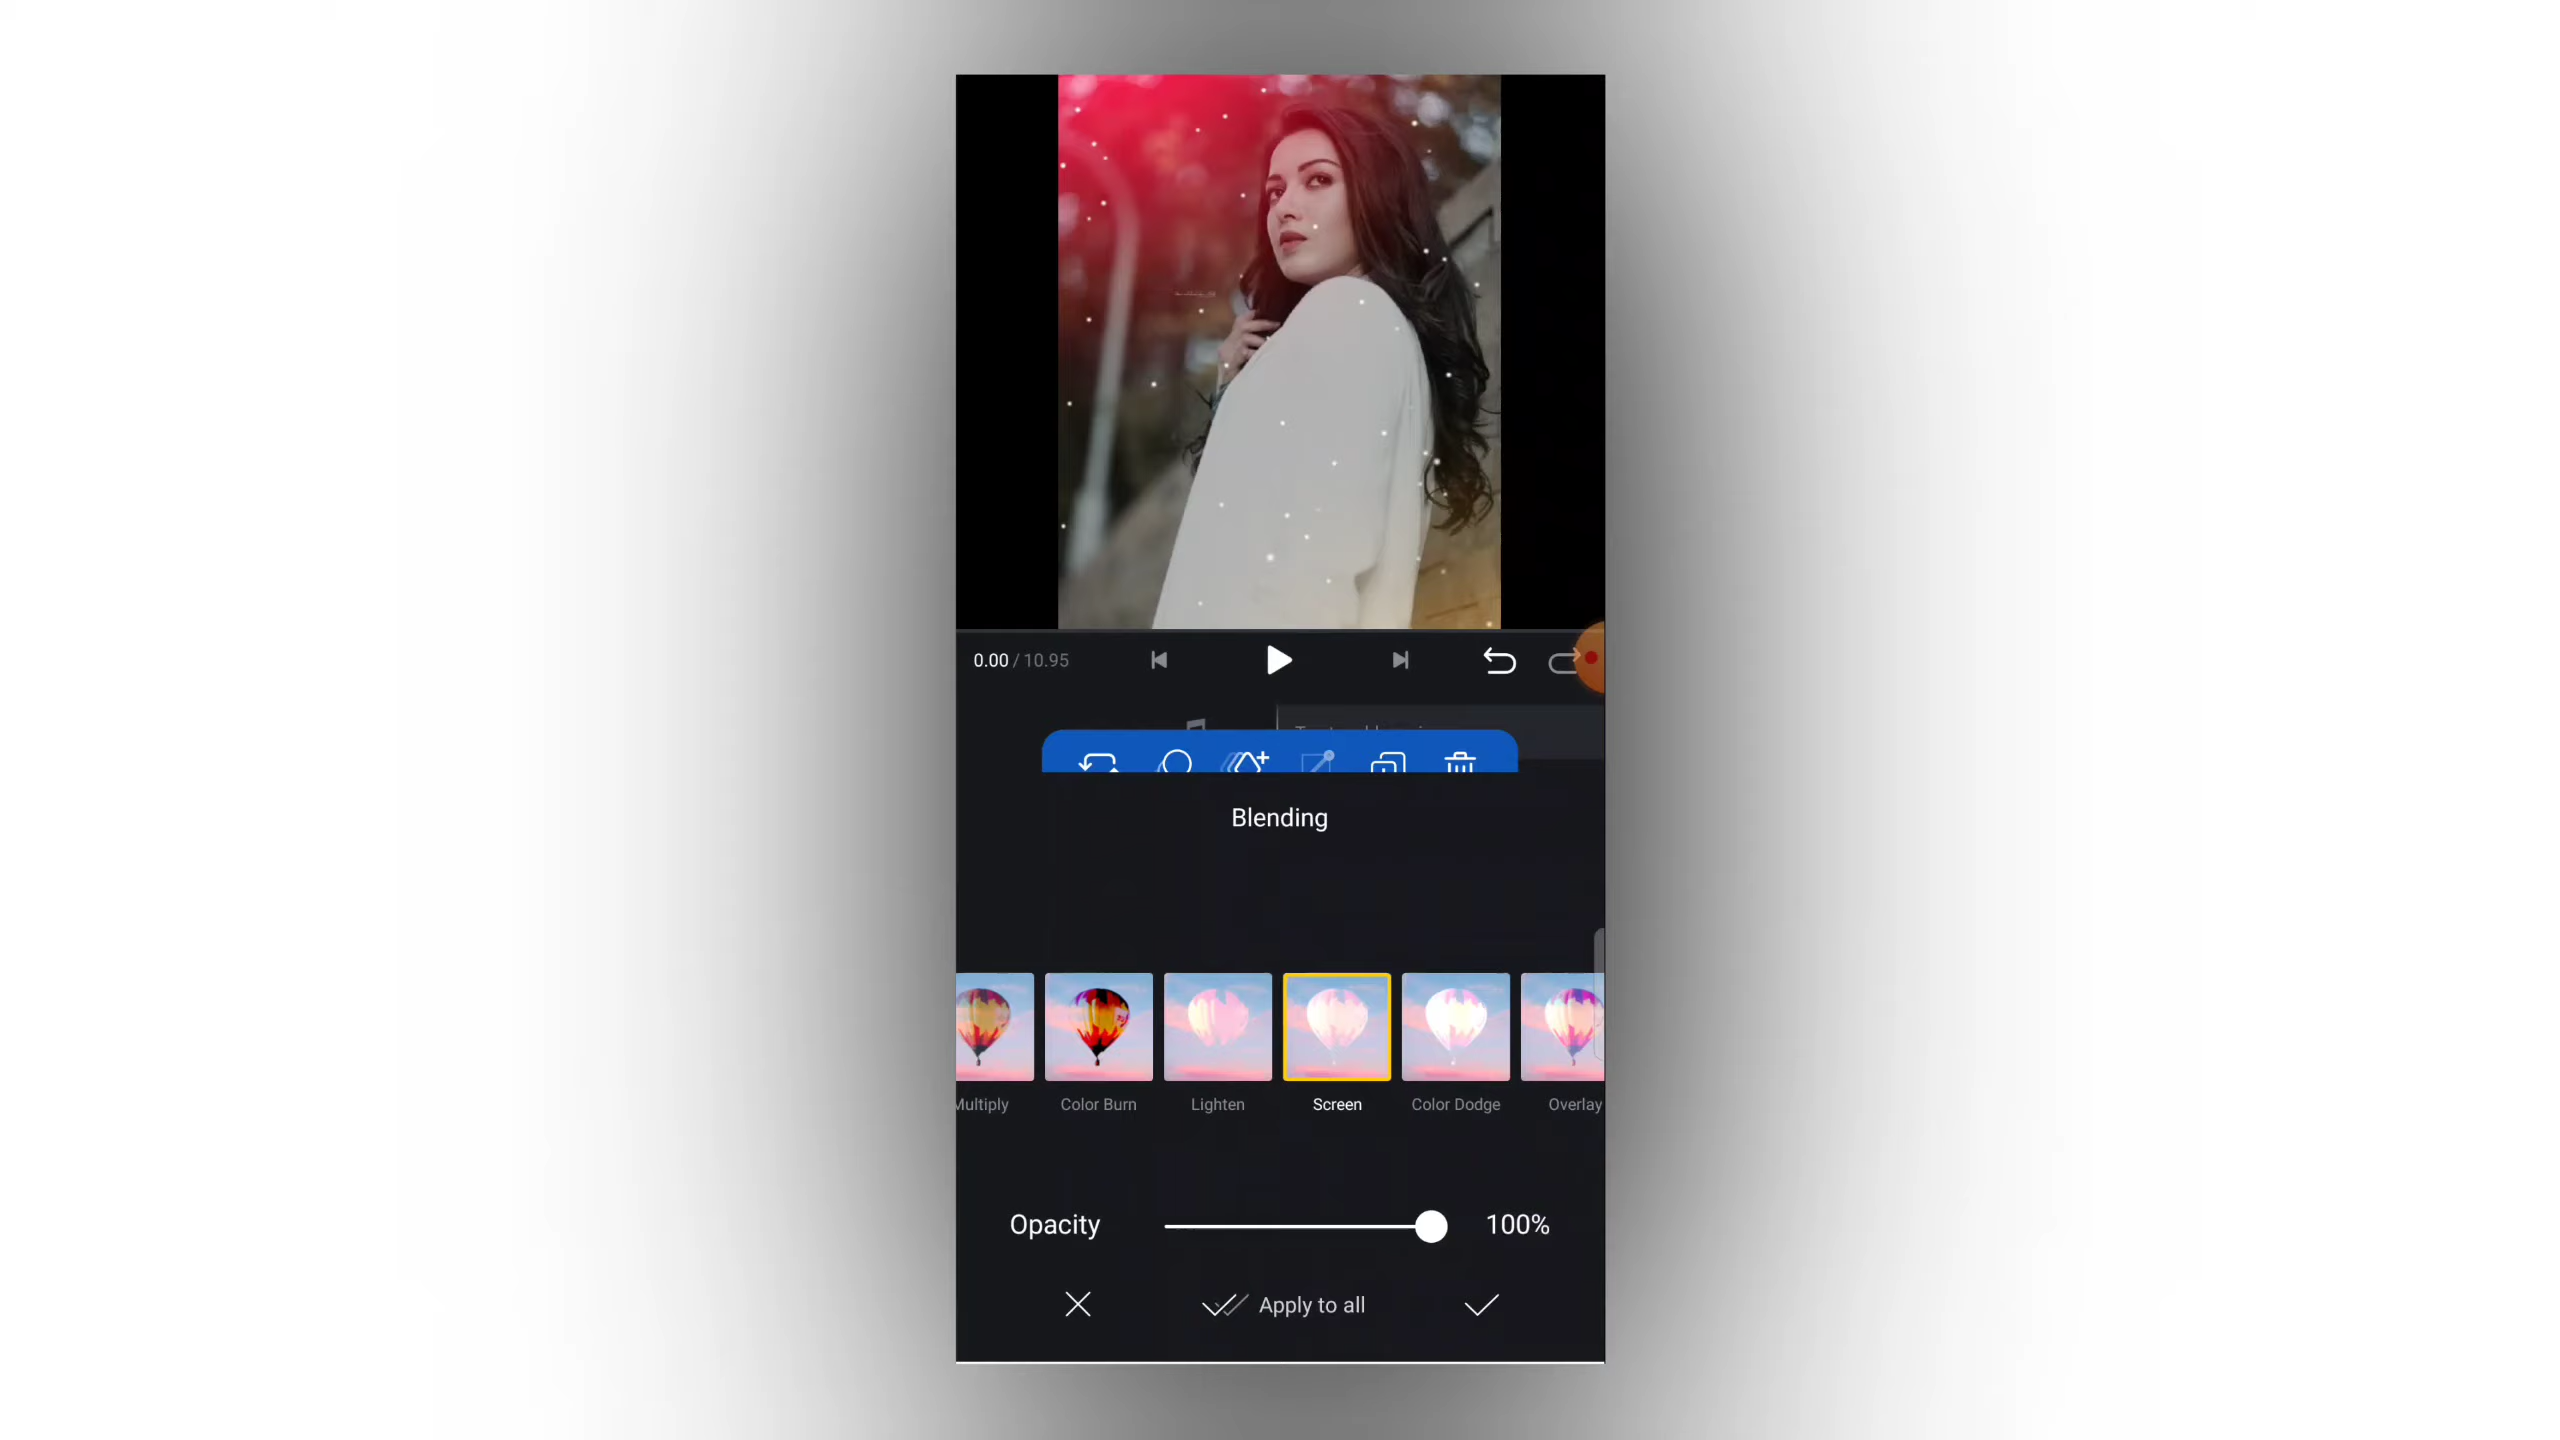 0.00 / 10.95
Blending
Multiply Color Burn Lighten Screen Color Dodge Overlay
Opacity 100%
Apply to all